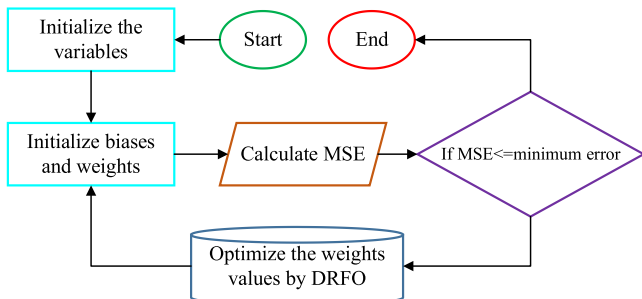 Start
Initialize the
variables
Initialize biases
and weights
Calculate MSE
If MSE<=minimum error
End
Optimize the weights
values by DRFO